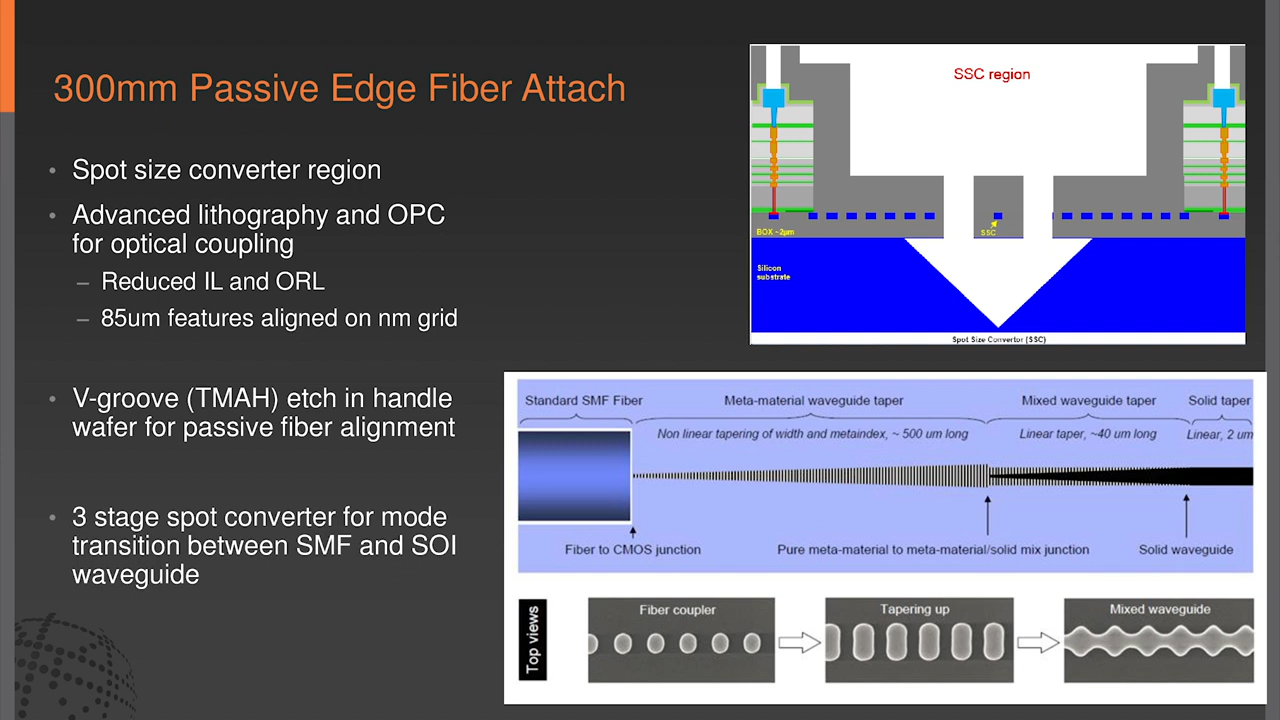 300mm Passive Edge Fiber Attach
• Spot size converter region
• Advanced lithography and OPC
for optical coupling
– Reduced IL and ORL
– 85um features aligned on nm grid
• V-groove (TMAH) etch in handle
wafer for passive fiber alignment
• 3 stage spot converter for mode
transition between SMF and SOI
waveguide
SSC region
BOX ~2µm
SSC
Silicon
substrate
Spot Size Convertor (SSC)
Standard SMF Fiber
Meta-material waveguide taper
Mixed waveguide taper
Solid taper
Non linear tapering of width and metaindex, ~ 500 um long
Linear taper, ~40 um long
Linear, 2 um
Fiber to CMOS junction
Pure meta-material to meta-material/solid mix junction
Solid waveguide
Top views
Fiber coupler
Tapering up
Mixed waveguide